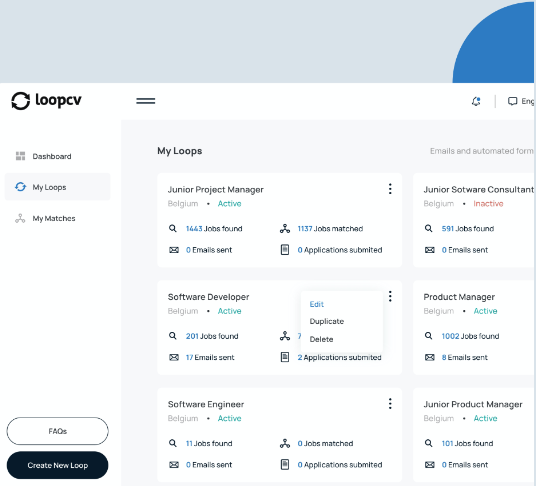 loopcv
Eng
Dashboard
My Loops
My Matches
FAQs
Create New Loop
My Loops
Emails and automated form
Junior Project Manager
Belgium • Active
1443 Jobs found
1137 Jobs matched
0 Emails sent
0 Applications submited
Junior Sotware Consultant
Belgium • Inactive
591 Jobs found
0 Emails sent
Software Developer
Belgium • Active
201 Jobs found
7
17 Emails sent
2 Applications submited
Edit
Duplicate
Delete
Product Manager
Belgium • Active
1002 Jobs found
8 Emails sent
Software Engineer
Belgium • Active
11 Jobs found
0 Jobs matched
0 Emails sent
0 Applications submited
Junior Product Manager
Belgium • Active
101 Jobs found
0 Emails sent